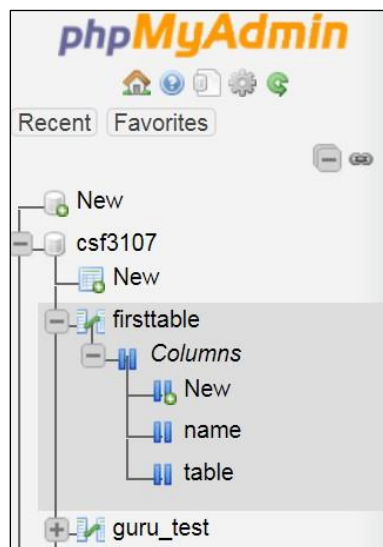 phpMyAdmin
Recent Favorites
New
csf3107
New
firsttable
Columns
New
name
table
guru_test